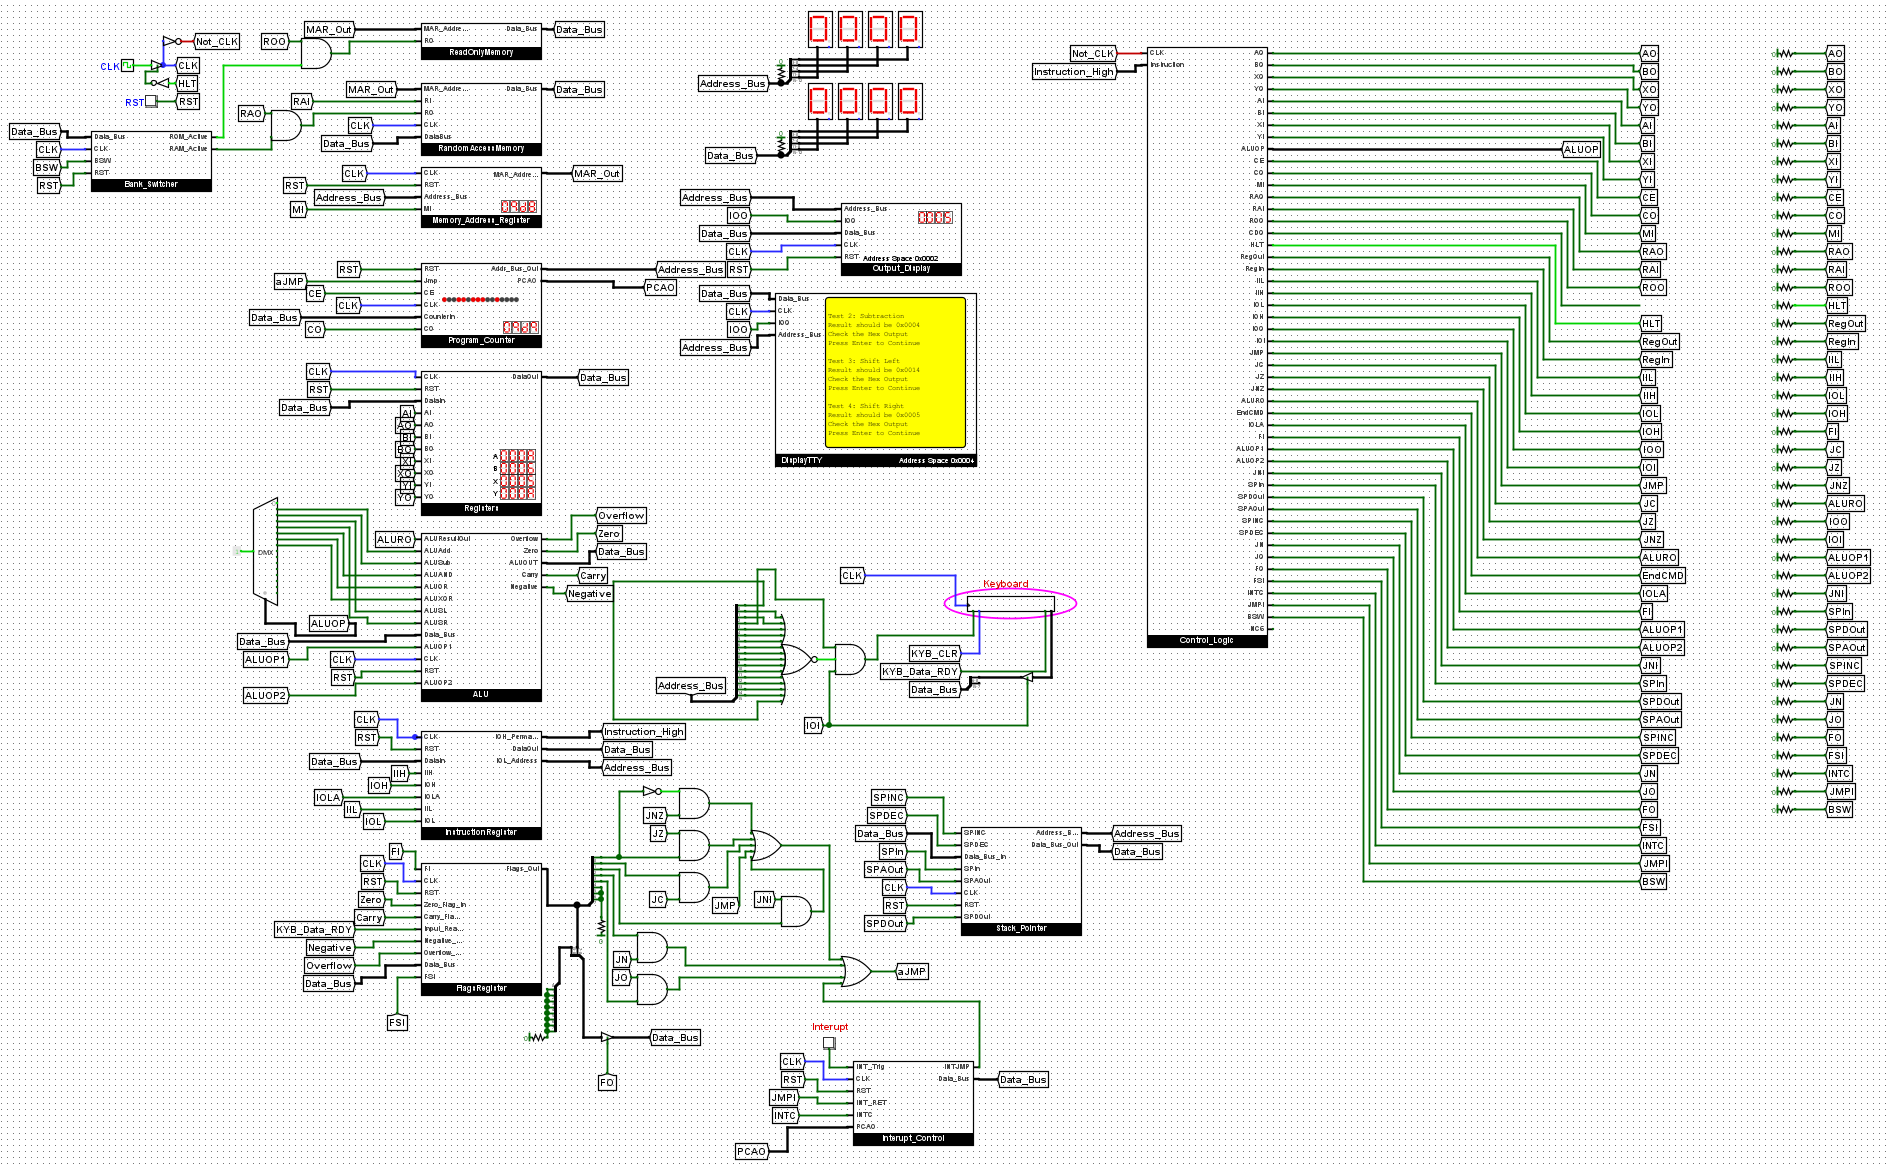 Not_CLK
CLK
CLK
HLT
RST
RST
ROO
MAR_Out
MAR_Addre...
RO
Data_Bus
ReadOnlyMemory
Data_Bus
RAO
RAI
MAR_Out
CLK
Data_Bus
MAR_Addre...
RI
RO
CLK
DataBus
Data_Bus
RandomAccessMemory
Data_Bus
Data_Bus
CLK
BSW
RST
Data_Bus
CLK
BSW
RST
ROM_Active
RAM_Active
Bank_Switcher
CLK
RST
Address_Bus
MI
CLK
RST
Address_Bus
MI
MAR_Addre...
Memory_Address_Register
MAR_Out
RST
aJMP
CE
CLK
Data_Bus
CO
RST
Jmp
CE
CLK
CounterIn
CO
Addr_Bus_Out
PCAO
Program_Counter
Address_Bus
PCAO
CLK
RST
Data_Bus
AI
AO
BI
BO
XI
XO
YI
YO
CLK
RST
DataIn
AI
AO
BI
BO
XI
XO
YI
YO
DataOut
A
B
X
Y
Registers
Data_Bus
DMX
ALURO
ALUOP
Data_Bus
ALUOP1
CLK
RST
ALUOP2
ALUResultOut
ALUAdd
ALUSub
ALUAND
ALUOR
ALUXOR
ALUSL
ALUSR
Data_Bus
ALUOP1
CLK
RST
ALUOP2
Overflow
Zero
ALUOUT
Carry
Negative
ALU
Overflow
Zero
Data_Bus
Carry
Negative
CLK
RST
Data_Bus
IIH
IOH
IOLA
IIL
IOL
CLK
RST
DataIn
IIH
IOH
IOLA
IIL
IOL
IOH_Perma...
DataOut
IOL_Address
InstructionRegister
Instruction_High
Data_Bus
Address_Bus
FI
CLK
RST
Zero
Carry
KYB_Data_RDY
Negative
Overflow
Data_Bus
FSI
FI
CLK
RST
Zero_Flag_In
Carry_Fla...
Input_Rea...
Negative_...
Overflow_...
Data_Bus
FSI
Flags_Out
FlagsRegister
FO
Data_Bus
JNZ
JZ
JC
JMP
JNI
JN
JO
aJMP
0000
Address_Bus
0000
Data_Bus
Address_Bus
IOO
Data_Bus
CLK
RST
Address_Bus
IOO
Data_Bus
CLK
RST
0005
Address Space 0x0002
Output_Display
Data_Bus
CLK
IOO
Address_Bus
Data_Bus
CLK
IOO
Address_Bus
Test 2: Subtraction
Result should be 0x0004
Check the Hex Output
Press Enter to Continue
Test 3: Shift Left
Result should be 0x0014
Check the Hex Output
Press Enter to Continue
Test 4: Shift Right
Result should be 0x0005
Check the Hex Output
Press Enter to Continue
DisplayTTY
Address Space 0x0004
CLK
Keyboard
KYB_CLR
KYB_Data_RDY
Data_Bus
Address_Bus
IOI
SPINC
SPDEC
Data_Bus
SPIn
SPAOut
CLK
RST
SPDOut
SPINC
SPDEC
Data_Bus_In
SPIn
SPAOut
CLK
RST
SPDOut
Address_B...
Data_Bus_Out
Stack_Pointer
Address_Bus
Data_Bus
Interupt
CLK
RST
JMPI
INTC
PCAO
INT_Trig
CLK
RST
INT_RET
INTC
PCAO
INTJMP
Data_Bus
Interupt_Control
Data_Bus
Not_CLK
Instruction_High
CLK
Instruction
AO
BO
XO
YO
AI
BI
XI
YI
ALUOP
CE
CO
MI
RAO
RAI
ROO
CDO
HLT
RegOut
RegIn
IIL
IIH
IOL
IOH
IOO
IOI
JMP
JC
JZ
JNZ
ALURO
EndCMD
IOLA
FI
ALUOP1
ALUOP2
JNI
SPIn
SPDOut
SPAOut
SPINC
SPDEC
JN
JO
FO
FSI
INTC
JMPI
BSW
NC6
Control_Logic
ALUOP
AO
BO
XO
YO
AI
BI
XI
YI
CE
CO
MI
RAO
RAI
ROO
HLT
RegOut
RegIn
IIL
IIH
IOL
IOH
IOO
IOI
JMP
JC
JZ
JNZ
ALURO
EndCMD
IOLA
FI
ALUOP1
ALUOP2
JNI
SPIn
SPDOut
SPAOut
SPINC
SPDEC
JN
JO
FO
FSI
INTC
JMPI
BSW
AO
BO
XO
YO
AI
BI
XI
YI
CE
CO
MI
RAO
RAI
ROO
HLT
RegOut
RegIn
IIL
IIH
IOL
IOH
FI
JC
JZ
JNZ
ALURO
IOO
IOI
ALUOP1
ALUOP2
JNI
SPIn
SPDOut
SPAOut
SPINC
SPDEC
JN
JO
FO
FSI
INTC
JMPI
BSW